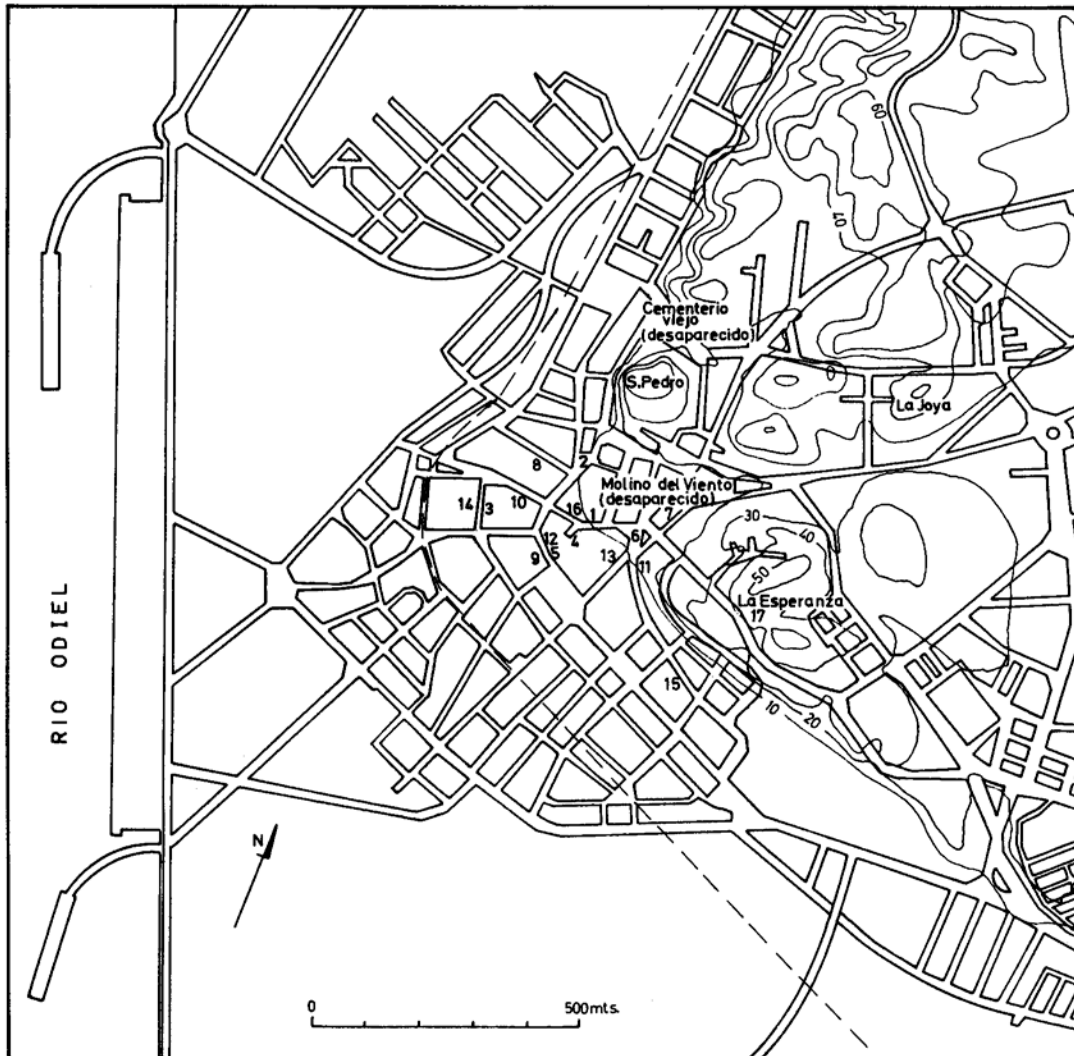 60
40
Cementerio
viejo
(desaparecido)
S.Pedro
0
La Joya
2
8
Molino del Viento
(desaparecido)
14
3
10
16
1
7
30
40
12
4
6
5
9
13
11
50
La Esperanza
17
15
10
20
RIO ODIEL
N
0
500mts.